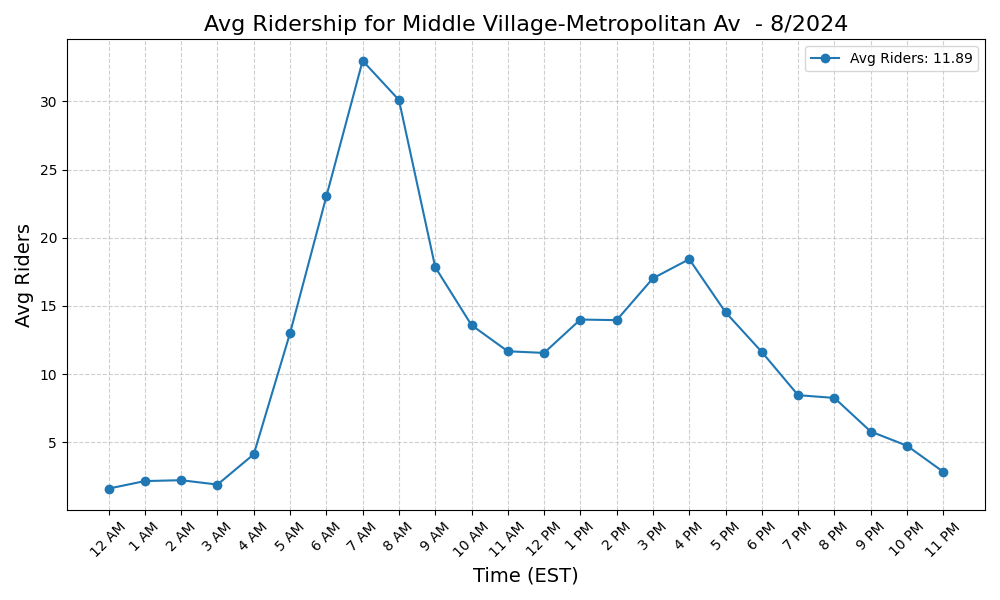 Avg Ridership for Middle Village-Metropolitan Av  - 8/2024
Avg Riders: 11.89
Avg Riders
30
25
20
15
10
5
12 AM
1 AM
2 AM
3 AM
4 AM
5 AM
6 AM
7 AM
8 AM
9 AM
10 AM
11 AM
12 PM
1 PM
2 PM
3 PM
4 PM
5 PM
6 PM
7 PM
8 PM
9 PM
10 PM
11 PM
Time (EST)